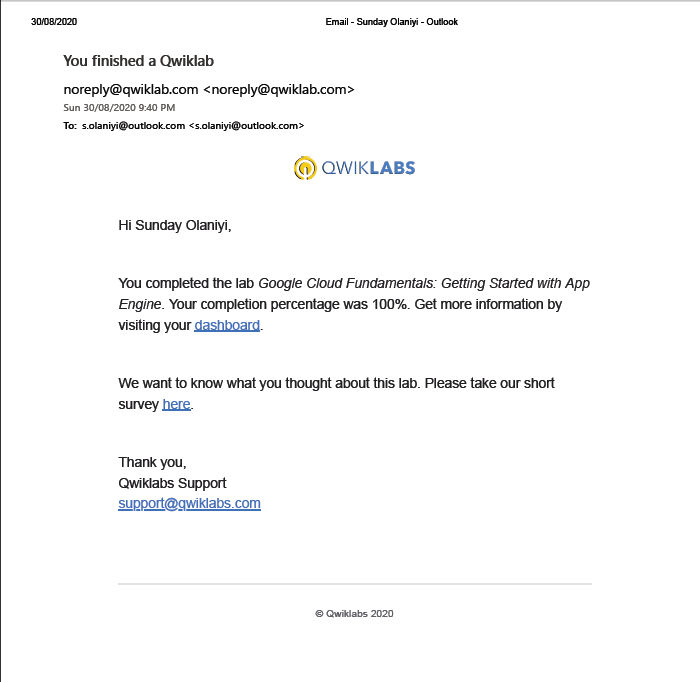 30/08/2020 Email - Sunday Olaniyi - Outlook
You finished a Qwiklab
noreply@qwiklab.com <noreply@qwiklab.com>
Sun 30/08/2020 9:40 PM
To: s.olaniyi@outlook.com <s.olaniyi@outlook.com>
QWIKLABS
Hi Sunday Olaniyi,
You completed the lab Google Cloud Fundamentals: Getting Started with App
Engine. Your completion percentage was 100%. Get more information by
visiting your dashboard.
We want to know what you thought about this lab. Please take our short
survey here.
Thank you,
Qwiklabs Support
support@qwiklabs.com
© Qwiklabs 2020